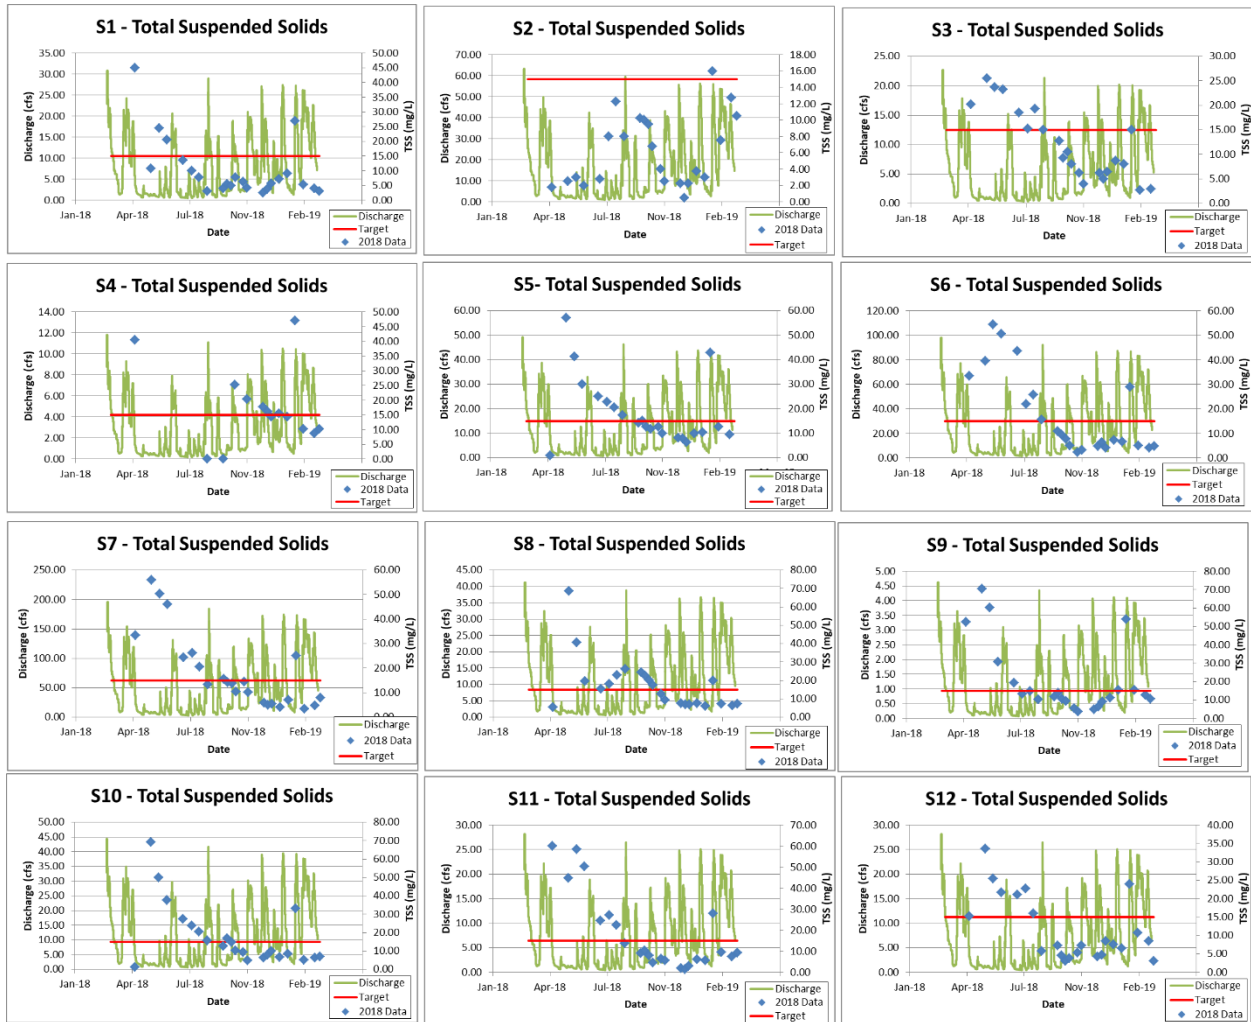 S1 - Total Suspended Solids
35.00
30.00
25.00
20.00
15.00
10.00
5.00
0.00
50.00
45.00
40.00
35.00
30.00
25.00
20.00
15.00
10.00
5.00
0.00
Discharge (cfs)
TSS (mg/L)
Jan-18 Apr-18 Jul-18 Nov-18 Feb-19
Date
Discharge
Target
2018 Data
S2 - Total Suspended Solids
70.00
60.00
50.00
40.00
30.00
20.00
10.00
0.00
18.00
16.00
14.00
12.00
10.00
8.00
6.00
4.00
2.00
0.00
Discharge (cfs)
TSS (mg/L)
Jan-18 Apr-18 Jul-18 Nov-18 Feb-19
Date
Discharge
2018 Data
Target
S3 - Total Suspended Solids
25.00
20.00
15.00
10.00
5.00
0.00
30.00
25.00
20.00
15.00
10.00
5.00
0.00
Discharge (cfs)
TSS (mg/L)
Jan-18 Apr-18 Jul-18 Nov-18 Feb-19
Date
Discharge
Target
2018 Data
S4 - Total Suspended Solids
14.00
12.00
10.00
8.00
6.00
4.00
2.00
0.00
50.00
45.00
40.00
35.00
30.00
25.00
20.00
15.00
10.00
5.00
0.00
Discharge (cfs)
TSS (mg/L)
Jan-18 Apr-18 Jul-18 Nov-18 Feb-19
Date
Discharge
2018 Data
Target
S5- Total Suspended Solids
60.00
50.00
40.00
30.00
20.00
10.00
0.00
60.00
50.00
40.00
30.00
20.00
10.00
0.00
Discharge (cfs)
TSS (mg/L)
Jan-18 Apr-18 Jul-18 Nov-18 Feb-19
Date
Discharge
2018 Data
Target
S6 - Total Suspended Solids
120.00
100.00
80.00
60.00
40.00
20.00
0.00
60.00
50.00
40.00
30.00
20.00
10.00
0.00
Discharge (cfs)
TSS (mg/L)
Jan-18 Apr-18 Jul-18 Nov-18 Feb-19
Date
Discharge
Target
2018 Data
S7 - Total Suspended Solids
250.00
200.00
150.00
100.00
50.00
0.00
60.00
50.00
40.00
30.00
20.00
10.00
0.00
Discharge (cfs)
TSS (mg/L)
Jan-18 Apr-18 Jul-18 Nov-18 Feb-19
Date
Discharge
2018 Data
Target
S8 - Total Suspended Solids
45.00
40.00
35.00
30.00
25.00
20.00
15.00
10.00
5.00
0.00
80.00
70.00
60.00
50.00
40.00
30.00
20.00
10.00
0.00
Discharge (cfs)
TSS (mg/L)
Jan-18 Apr-18 Jul-18 Nov-18 Feb-19
Date
Discharge
Target
2018 Data
S9 - Total Suspended Solids
5.00
4.50
4.00
3.50
3.00
2.50
2.00
1.50
1.00
0.50
0.00
80.00
70.00
60.00
50.00
40.00
30.00
20.00
10.00
0.00
Discharge (cfs)
TSS (mg/L)
Jan-18 Apr-18 Jul-18 Nov-18 Feb-19
Date
Discharge
2018 Data
Target
S10 - Total Suspended Solids
50.00
45.00
40.00
35.00
30.00
25.00
20.00
15.00
10.00
5.00
0.00
80.00
70.00
60.00
50.00
40.00
30.00
20.00
10.00
0.00
Discharge (cfs)
TSS (mg/L)
Jan-18 Apr-18 Jul-18 Nov-18 Feb-19
Date
Discharge
Target
2018 Data
S11 - Total Suspended Solids
30.00
25.00
20.00
15.00
10.00
5.00
0.00
70.00
60.00
50.00
40.00
30.00
20.00
10.00
0.00
Discharge (cfs)
TSS (mg/L)
Jan-18 Apr-18 Jul-18 Nov-18 Feb-19
Date
Discharge
Target
2018 Data
S12 - Total Suspended Solids
30.00
25.00
20.00
15.00
10.00
5.00
0.00
40.00
35.00
30.00
25.00
20.00
15.00
10.00
5.00
0.00
Discharge (cfs)
TSS (mg/L)
Jan-18 Apr-18 Jul-18 Nov-18 Feb-19
Date
Discharge
Target
2018 Data